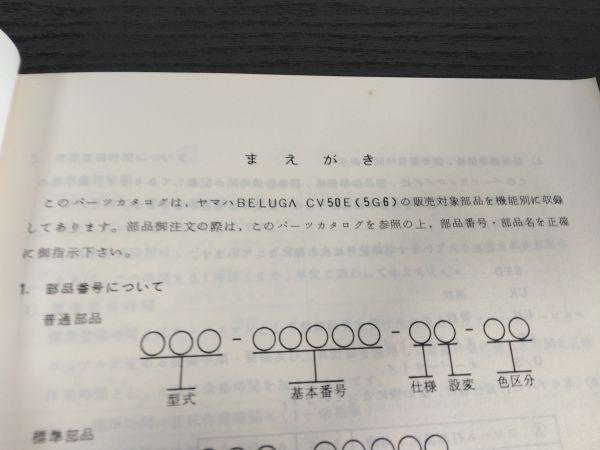 まえがき
このパーツカタログは，ヤマハBELUGA CV50E(5G6)の販売対象部品を機能別に収録
してあります。部品御注文の際は，このパーツカタログを参照の上，部品番号・部品名を正確
に御指示下さい。
1. 部品番号について
普通部品
○○○-○○○○○-○○-○○
型式 基本番号 仕様 設変 色区分
標準部品